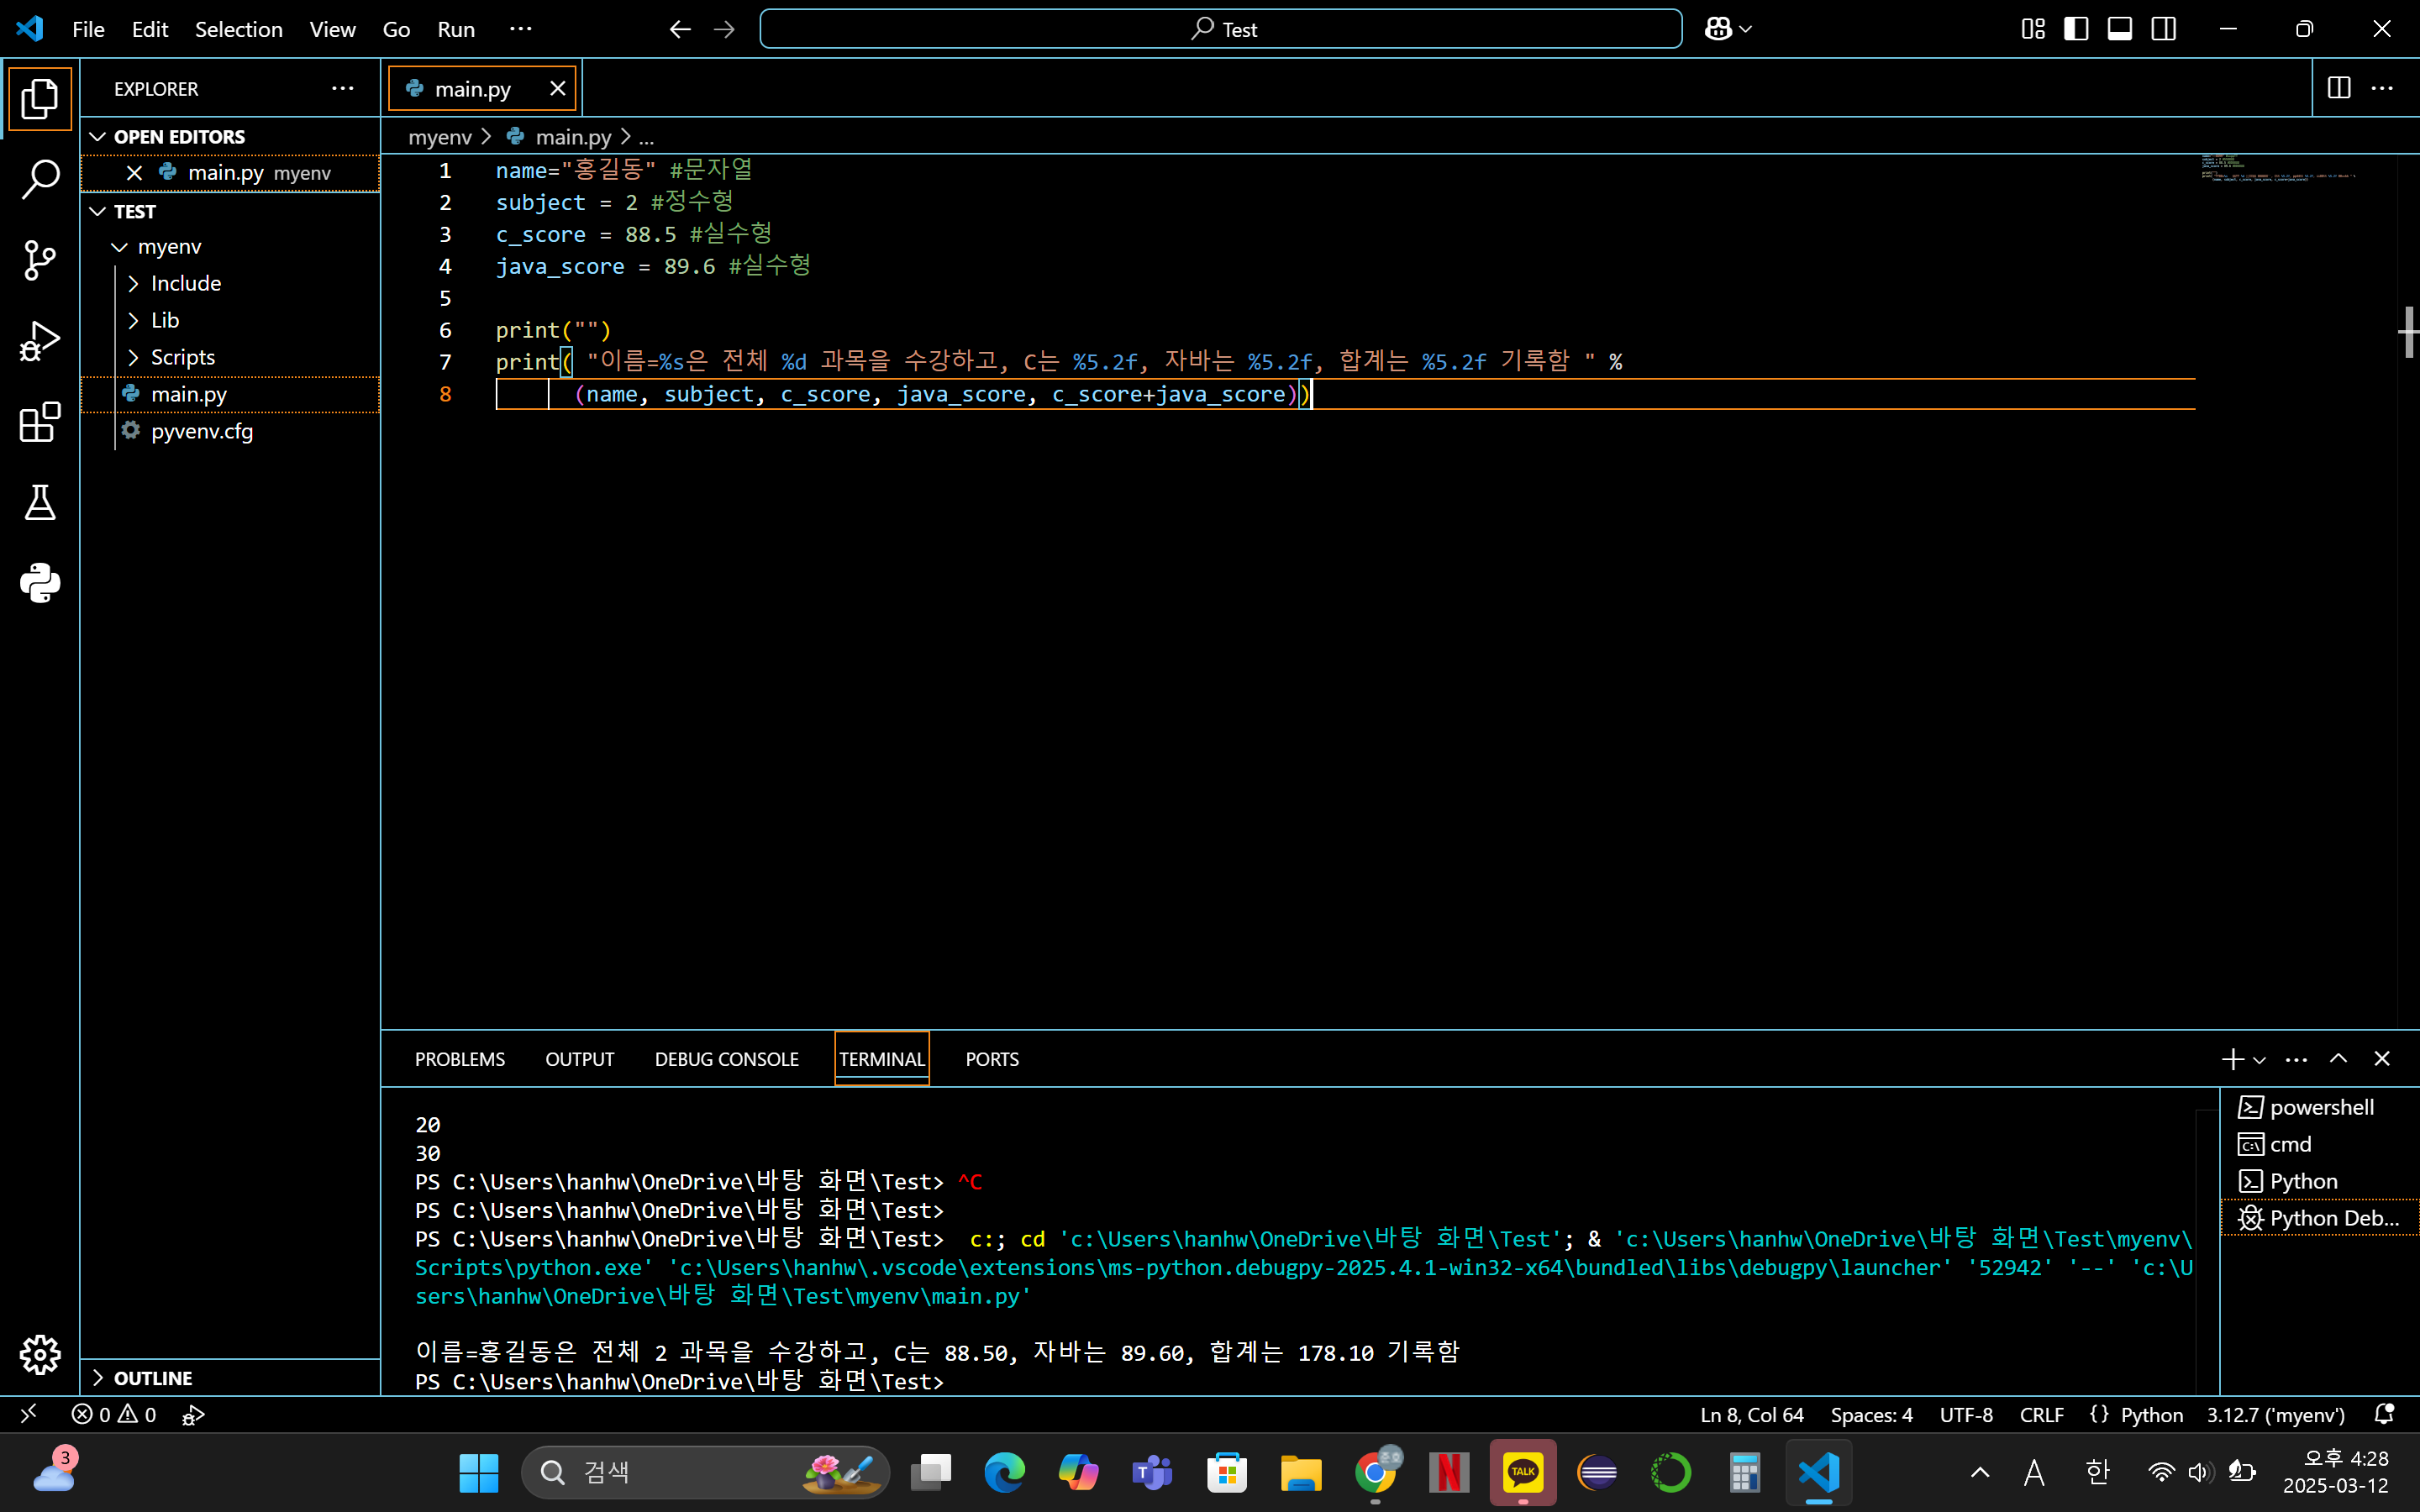 File Edit Selection View Go Run ··· Test
EXPLORER ···
OPEN EDITORS
main.py myenv
TEST
myenv
Include
Lib
Scripts
main.py
pyvenv.cfg
OUTLINE
main.py
myenv > main.py > ...
1 name="홍길동" #문자열
2 subject = 2 #정수형
3 c_score = 88.5 #실수형
4 java_score = 89.6 #실수형
5
6 print("")
7 print( "이름=%s은 전체 %d 과목을 수강하고, C는 %5.2f, 자바는 %5.2f, 합계는 %5.2f 기록함 " %
8 (name, subject, c_score, java_score, c_score+java_score))
PROBLEMS OUTPUT DEBUG CONSOLE TERMINAL PORTS
20
30
PS C:\Users\hanhw\OneDrive\바탕 화면\Test> ^C
PS C:\Users\hanhw\OneDrive\바탕 화면\Test>
PS C:\Users\hanhw\OneDrive\바탕 화면\Test>  c:; cd 'c:\Users\hanhw\OneDrive\바탕 화면\Test'; & 'c:\Users\hanhw\OneDrive\바탕 화면\Test\myenv\
Scripts\python.exe' 'c:\Users\hanhw\.vscode\extensions\ms-python.debugpy-2025.4.1-win32-x64\bundled\libs\debugpy\launcher' '52942' '--' 'c:\U
sers\hanhw\OneDrive\바탕 화면\Test\myenv\main.py'
이름=홍길동은 전체 2 과목을 수강하고, C는 88.50, 자바는 89.60, 합계는 178.10 기록함
PS C:\Users\hanhw\OneDrive\바탕 화면\Test>
powershell
cmd
Python
Python Deb...
0 0 Ln 8, Col 64 Spaces: 4 UTF-8 CRLF {} Python 3.12.7 ('myenv')
3 검색 TALK A 한 오후 4:28
2025-03-12